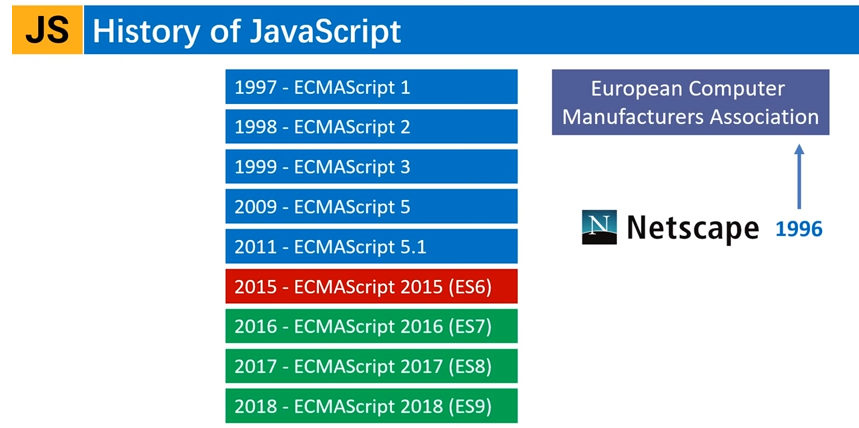 JS History of JavaScript
1997 - ECMAScript 1
1998 - ECMAScript 2
1999 - ECMAScript 3
2009 - ECMAScript 5
2011 - ECMAScript 5.1
2015 - ECMAScript 2015 (ES6)
2016 - ECMAScript 2016 (ES7)
2017 - ECMAScript 2017 (ES8)
2018 - ECMAScript 2018 (ES9)
European Computer
Manufacturers Association
N Netscape 1996